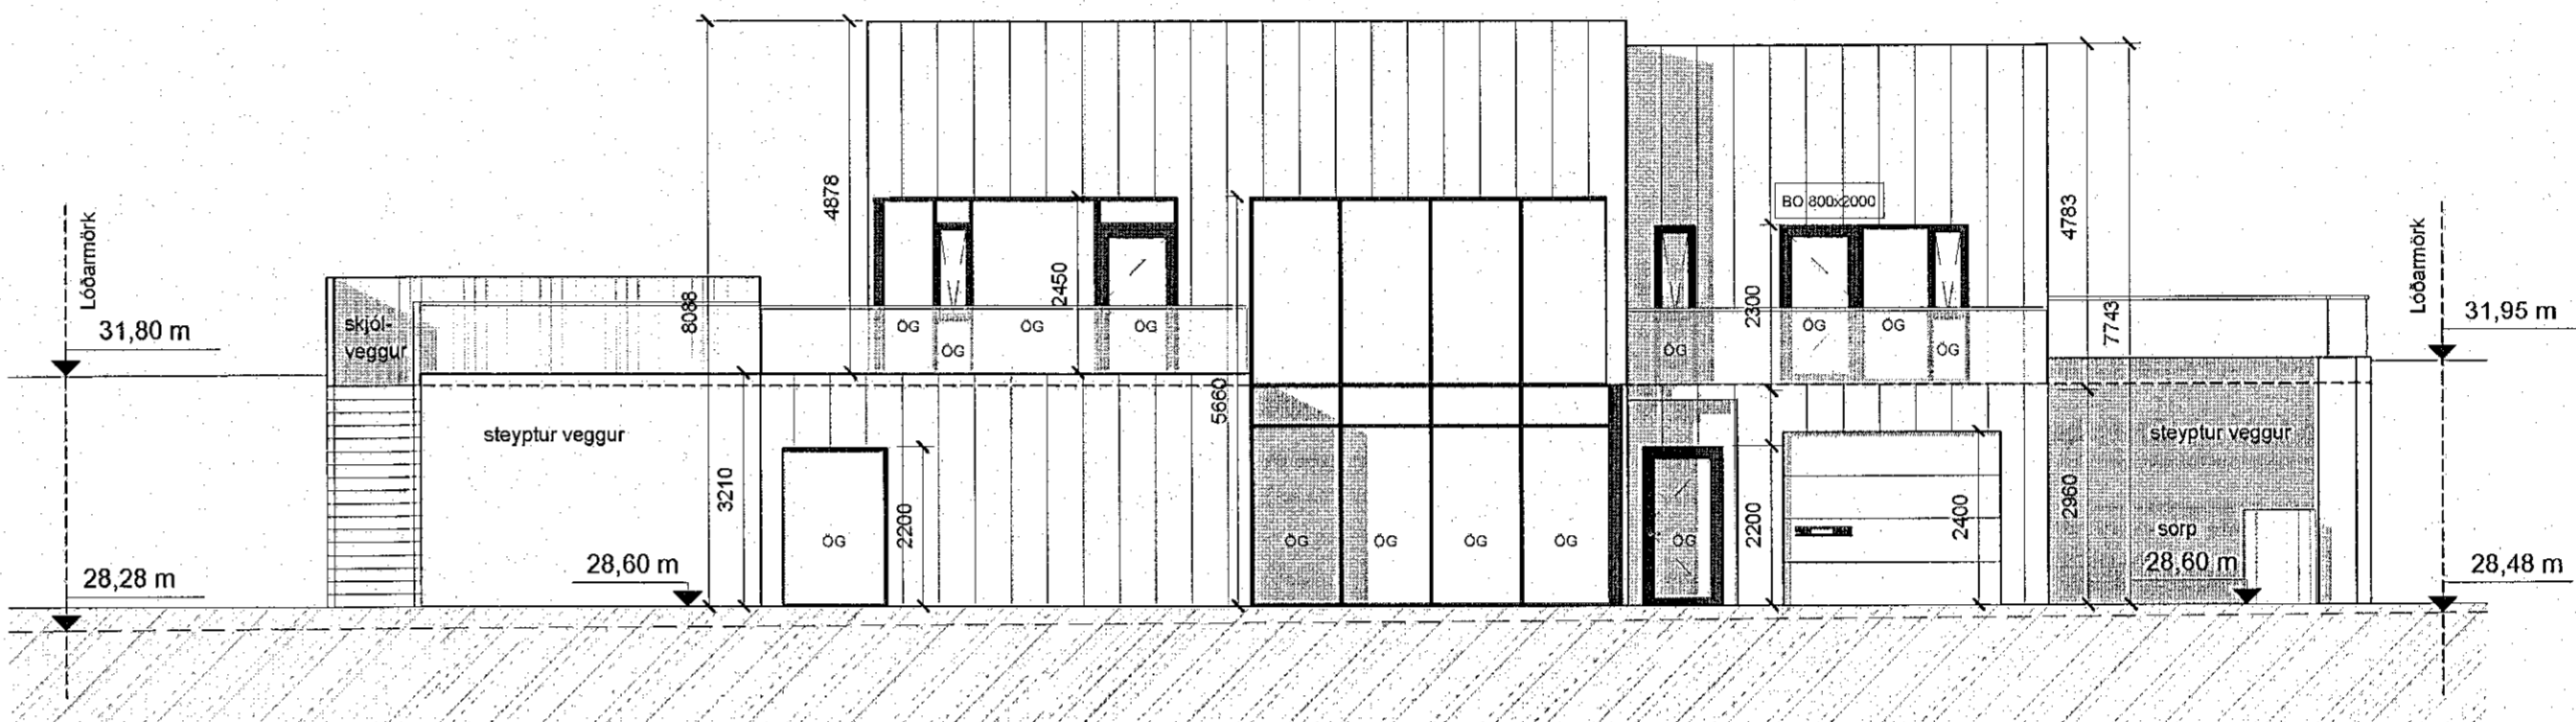 Lóðarmörk
31,80 m
28,28 m
skjól-
veggur
steyptur veggur
28,60 m
8088
4878
3210
2200
ÖG
ÖG
ÖG
ÖG
ÖG
2450
5660
ÖG
ÖG
ÖG
ÖG
ÖG
ÖG
BO 800x2000
2300
2200
ÖG
ÖG
ÖG
2400
4783
7743
2960
steyptur veggur
sorp
28,60 m
Lóðarmörk
31,95 m
28,48 m